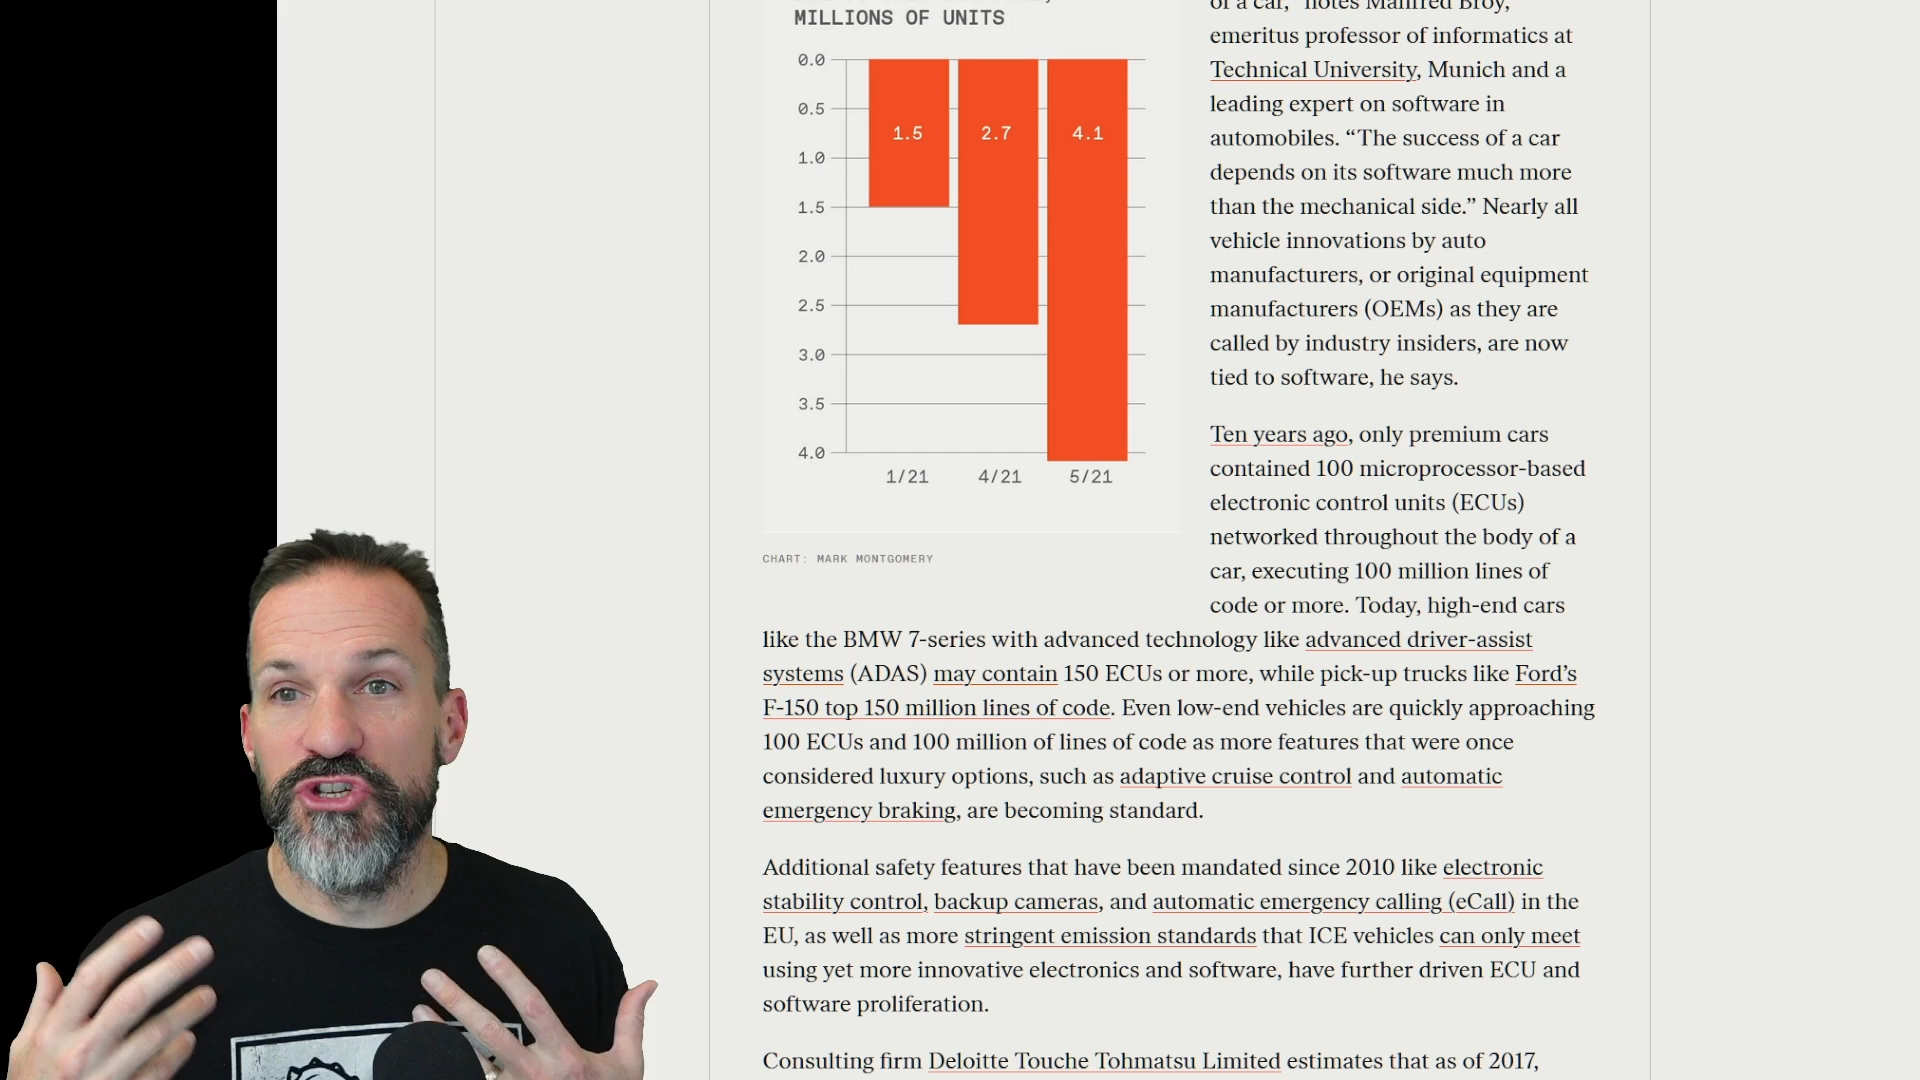 MILLIONS OF UNITS
0.0
0.5
1.0
1.5
2.0
2.5
3.0
3.5
4.0
1.5 2.7 4.1
1/21 4/21 5/21
CHART: MARK MONTGOMERY
of a car,” notes Manfred Broy,
emeritus professor of informatics at
Technical University, Munich and a
leading expert on software in
automobiles. “The success of a car
depends on its software much more
than the mechanical side.” Nearly all
vehicle innovations by auto
manufacturers, or original equipment
manufacturers (OEMs) as they are
called by industry insiders, are now
tied to software, he says.
Ten years ago, only premium cars
contained 100 microprocessor-based
electronic control units (ECUs)
networked throughout the body of a
car, executing 100 million lines of
code or more. Today, high-end cars
like the BMW 7-series with advanced technology like advanced driver-assist
systems (ADAS) may contain 150 ECUs or more, while pick-up trucks like Ford’s
F-150 top 150 million lines of code. Even low-end vehicles are quickly approaching
100 ECUs and 100 million of lines of code as more features that were once
considered luxury options, such as adaptive cruise control and automatic
emergency braking, are becoming standard.
Additional safety features that have been mandated since 2010 like electronic
stability control, backup cameras, and automatic emergency calling (eCall) in the
EU, as well as more stringent emission standards that ICE vehicles can only meet
using yet more innovative electronics and software, have further driven ECU and
software proliferation.
Consulting firm Deloitte Touche Tohmatsu Limited estimates that as of 2017,